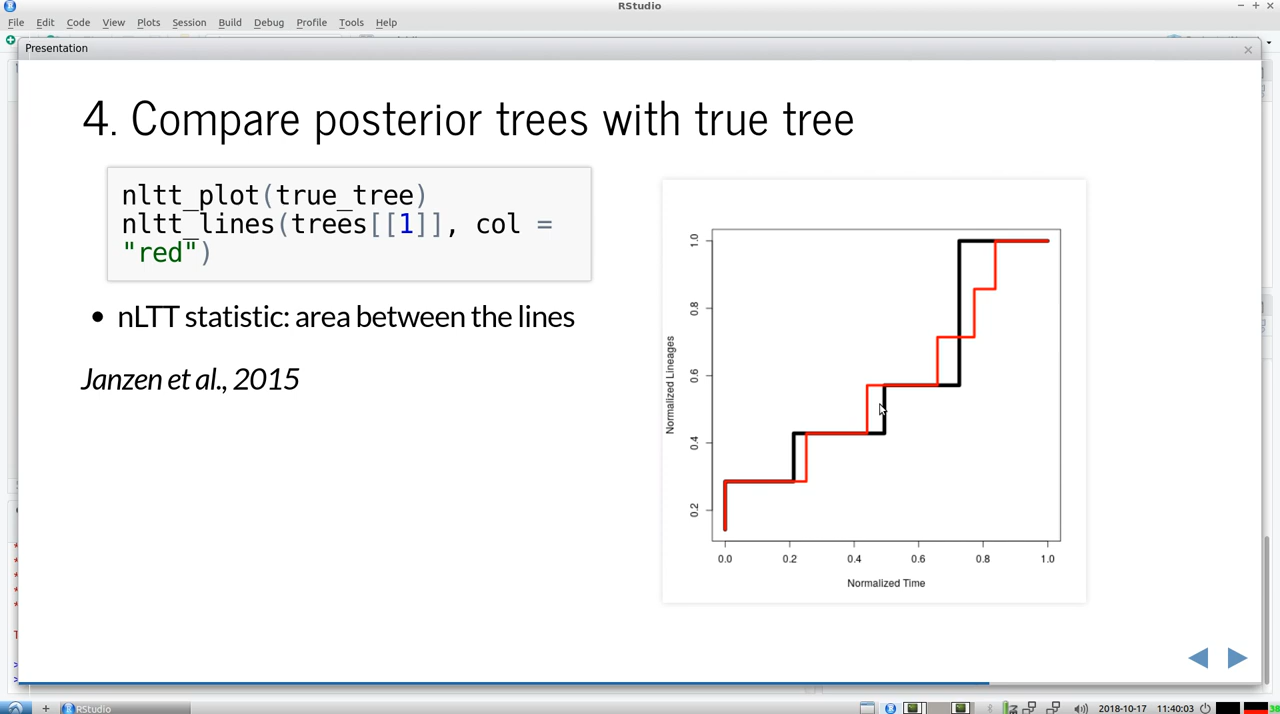 RStudio
File Edit Code View Plots Session Build Debug Profile Tools Help
Presentation
4. Compare posterior trees with true tree
nltt_plot(true_tree)
nltt_lines(trees[[1]], col =
"red")
• nLTT statistic: area between the lines
Janzen et al., 2015
Normalized Lineages
1.0
0.8
0.6
0.4
0.2
0.0 0.2 0.4 0.6 0.8 1.0
Normalized Time
RStudio
2018-10-17 11:40:03
38